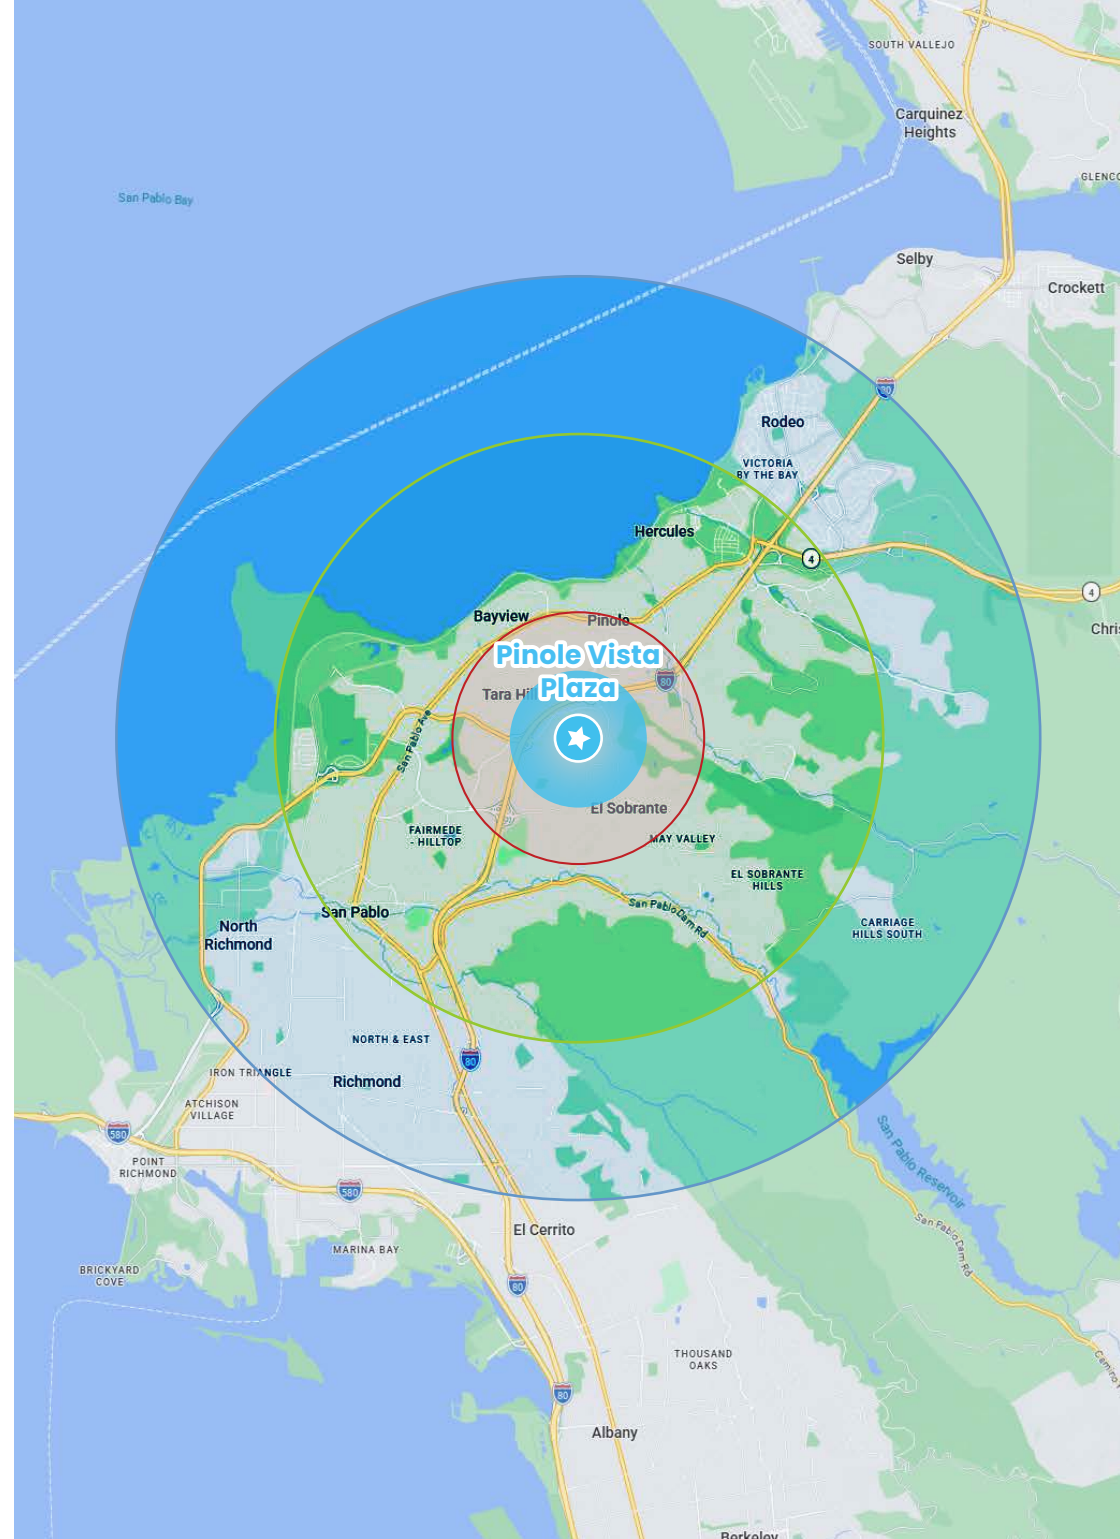 SOUTH VALLEJO
Carquinez
Heights
GLENC
San Pablo Bay
Selby
Crockett
80
Rodeo
VICTORIA
BY THE BAY
Hercules
4
4
Chris
Bayview
Pinole
Pinole Vista
Plaza
80
Tara Hil
San Pablo Ave
El Sobrante
FAIRMEDE
- HILLTOP
MAY VALLEY
EL SOBRANTE
HILLS
San Pablo
San Pablo Dam Rd
North
Richmond
CARRIAGE
HILLS SOUTH
NORTH & EAST
80
IRON TRIANGLE
Richmond
ATCHISON
VILLAGE
580
POINT
RICHMOND
San Pablo Reservoir
580
El Cerrito
San Pablo Dam Rd
MARINA BAY
BRICKYARD
COVE
80
THOUSAND
OAKS
Camino
80
Albany
Berkeley